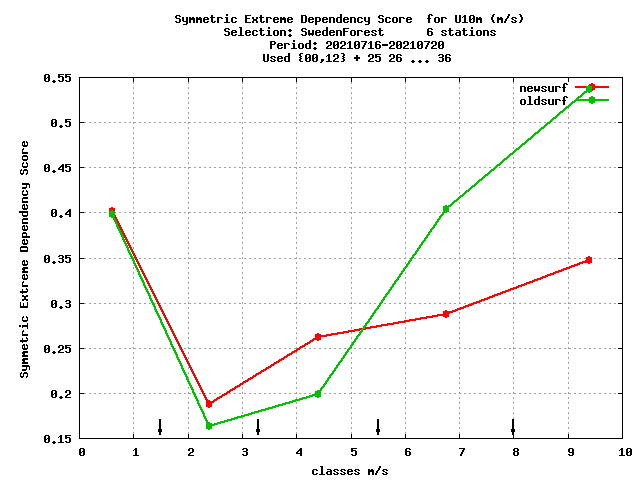 Symmetric Extreme Dependency Score  for U10m (m/s)
Selection: SwedenForest      6 stations
Period: 20210716-20210720
Used {00,12} + 25 26 ... 36
newsurf
oldsurf
0.55
0.5
0.45
0.4
0.35
0.3
0.25
0.2
0.15
Symmetric Extreme Dependency Score
0 1 2 3 4 5 6 7 8 9 10
classes m/s